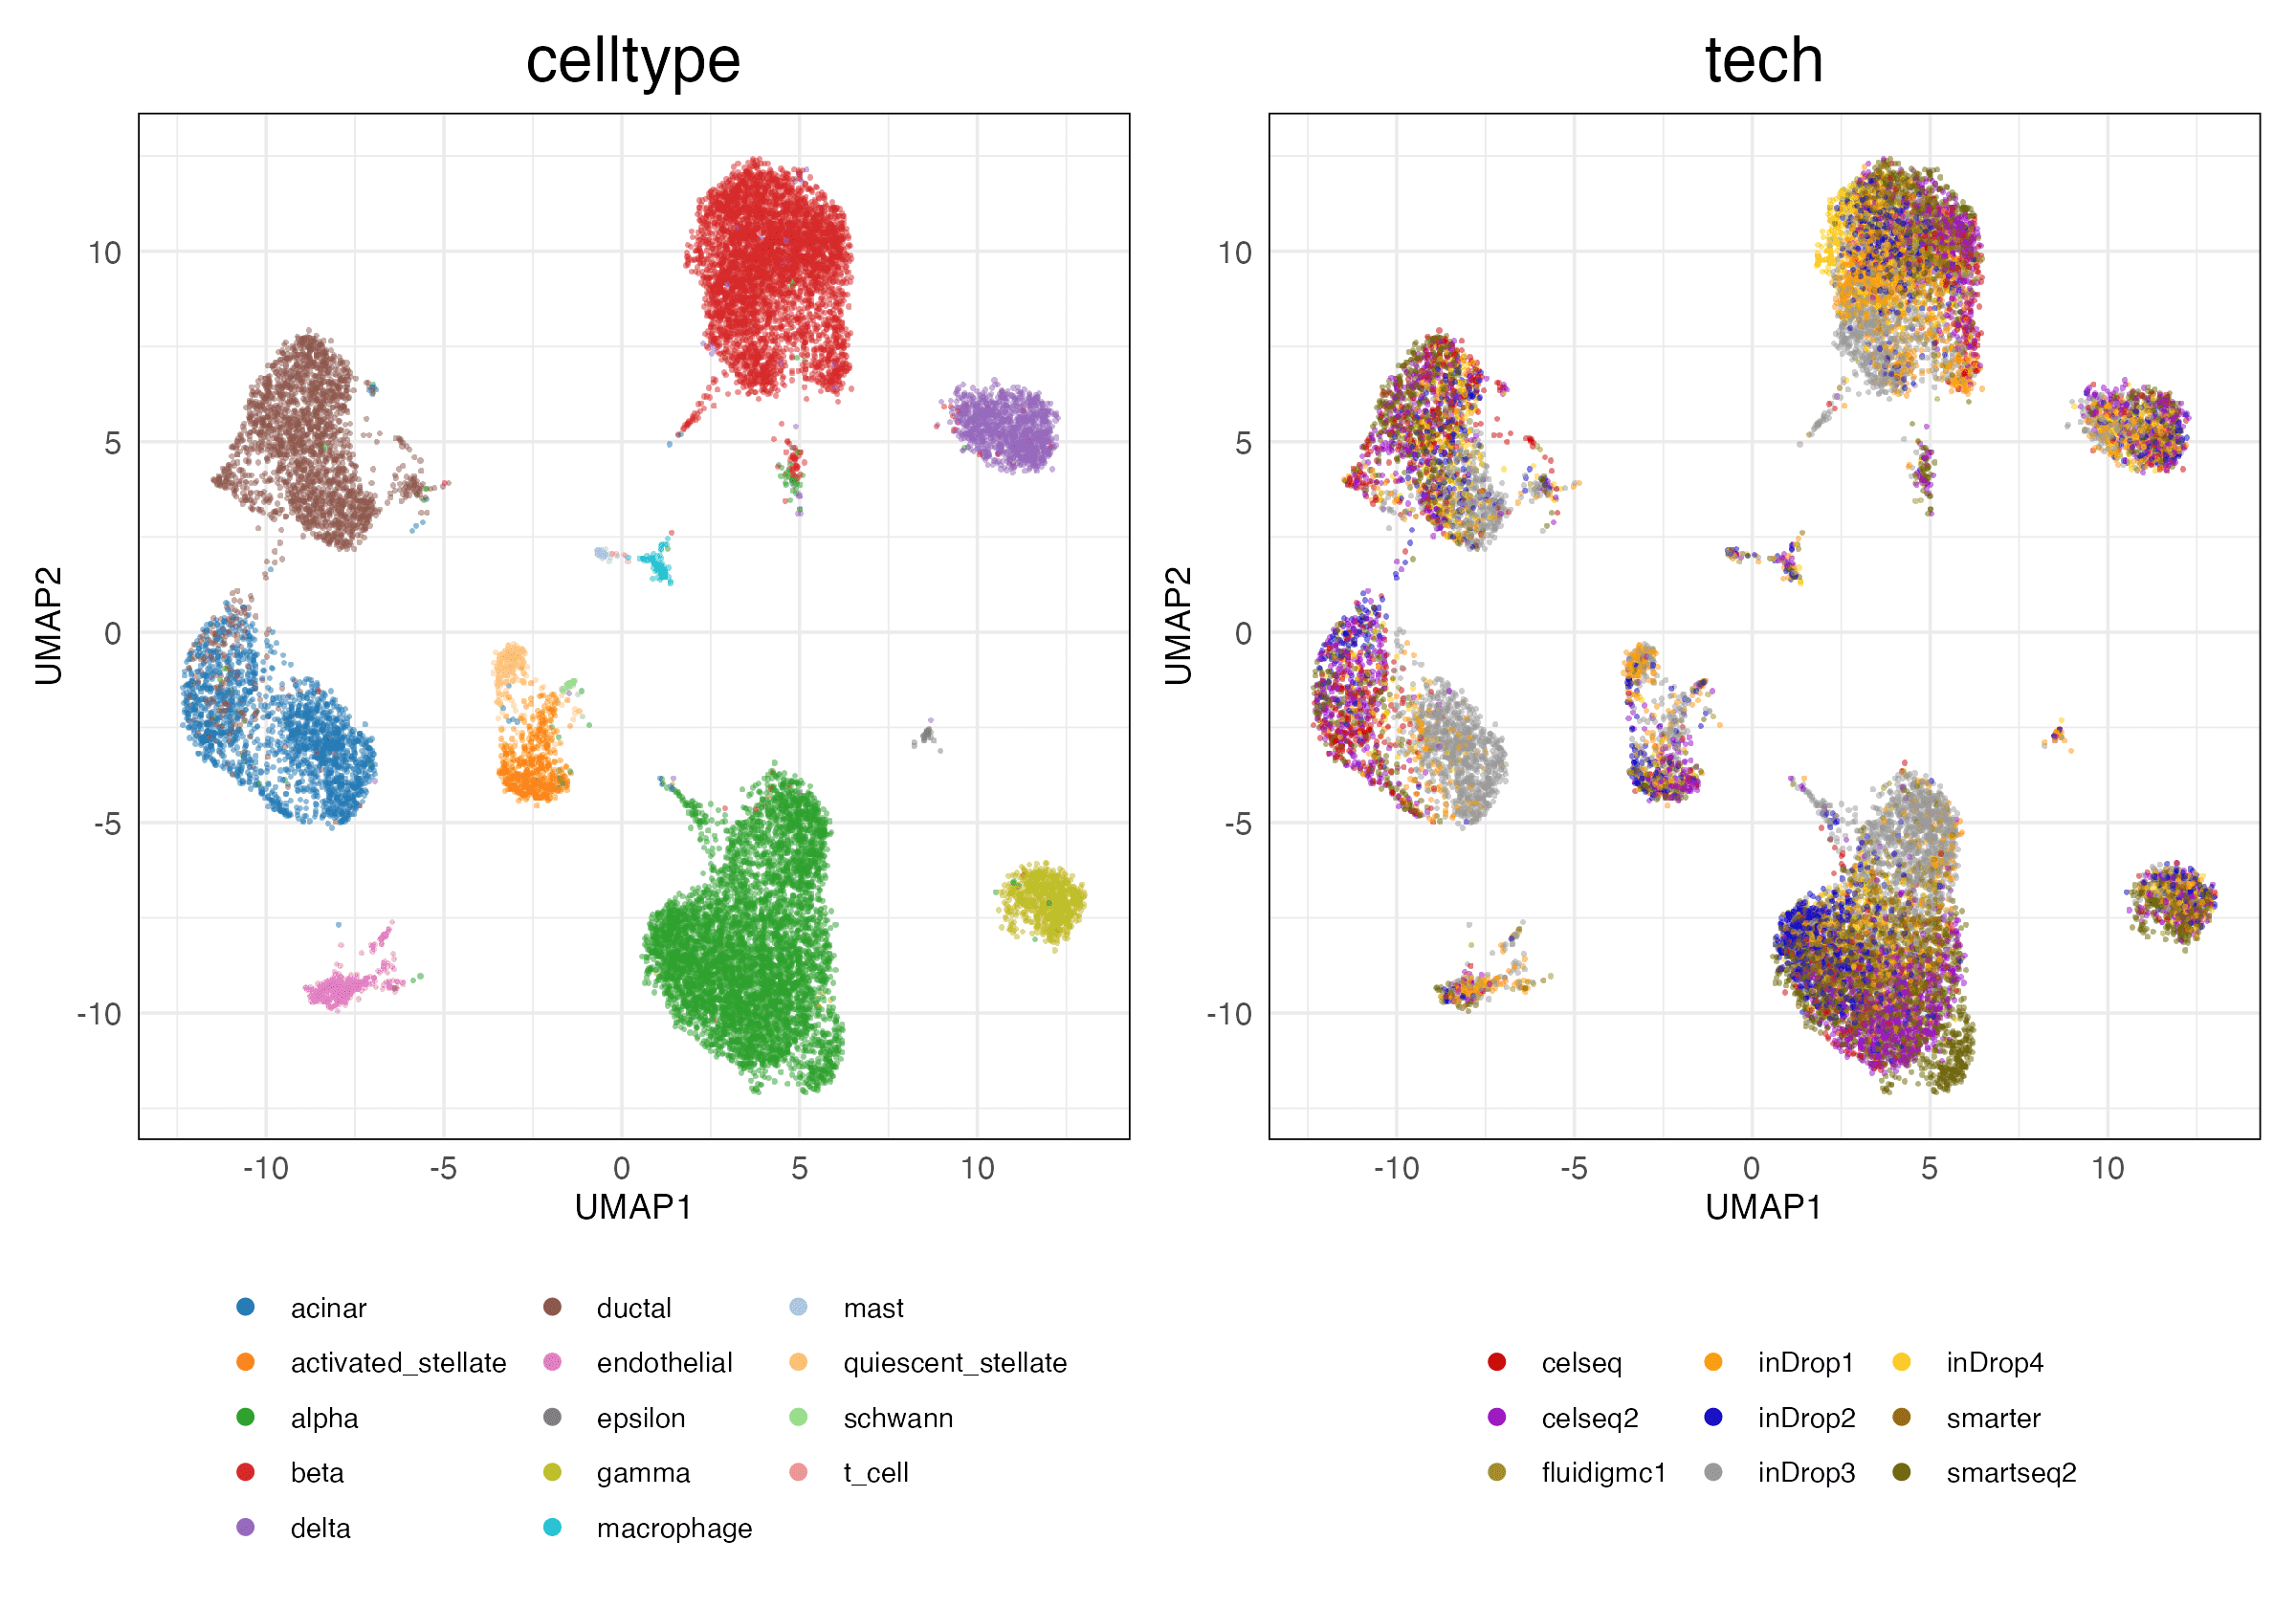 celltype
tech
10
5
0
-5
-10
UMAP2
-10 -5 0 5 10
UMAP1
10
5
0
-5
-10
UMAP2
-10 -5 0 5 10
UMAP1
acinar ductal mast
activated_stellate endothelial quiescent_stellate
alpha epsilon schwann
beta gamma t_cell
delta macrophage
celseq inDrop1 inDrop4
celseq2 inDrop2 smarter
fluidigmc1 inDrop3 smartseq2